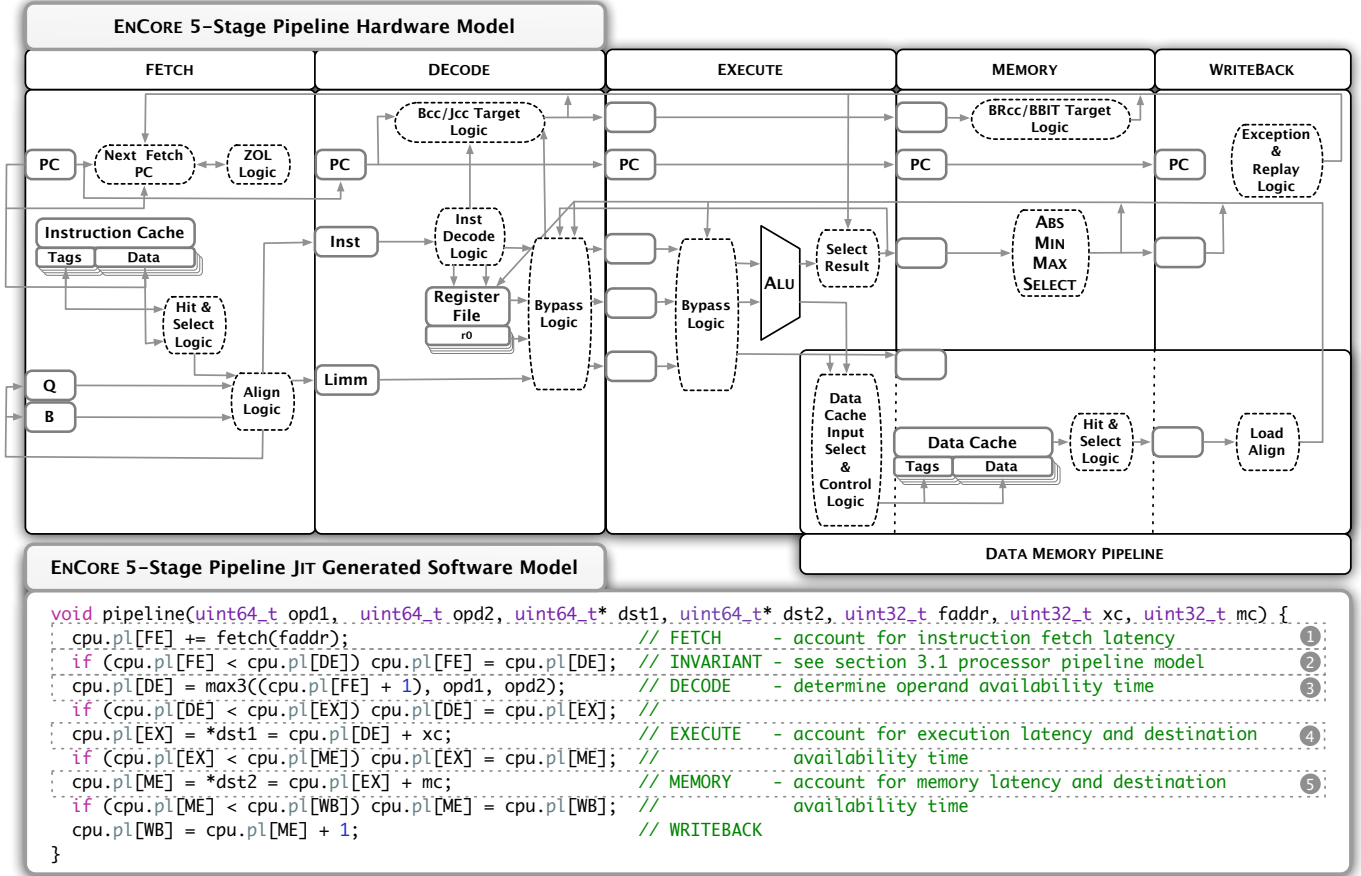 ENCORE 5-Stage Pipeline Hardware Model
FETCH
DECODE
EXECUTE
MEMORY
WRITEBACK
PC
Next Fetch
PC
ZOL
Logic
PC
Bcc/Jcc Target
Logic
PC
PC
BRcc/BBIT Target
Logic
PC
Exception
&
Replay
Logic
Instruction Cache
Tags
Data
Hit &
Select
Logic
Q
B
Align
Logic
Inst
Limm
Inst
Decode
Logic
Register
File
r0
Bypass
Logic
Bypass
Logic
ALU
Select
Result
ABS
MIN
MAX
SELECT
Data
Cache
Input
Select
&
Control
Logic
Data Cache
Tags
Data
Hit &
Select
Logic
Load
Align
DATA MEMORY PIPELINE
ENCORE 5-Stage Pipeline JIT Generated Software Model
void pipeline(uint64_t opd1, uint64_t opd2, uint64_t* dst1, uint64_t* dst2, uint32_t faddr, uint32_t xc, uint32_t mc) {
cpu.pl[FE] += fetch(faddr); // FETCH - account for instruction fetch latency 1
if (cpu.pl[FE] < cpu.pl[DE]) cpu.pl[FE] = cpu.pl[DE]; // INVARIANT - see section 3.1 processor pipeline model 2
cpu.pl[DE] = max3((cpu.pl[FE] + 1), opd1, opd2); // DECODE - determine operand availability time 3
if (cpu.pl[DE] < cpu.pl[EX]) cpu.pl[DE] = cpu.pl[EX]; //
cpu.pl[EX] = *dst1 = cpu.pl[DE] + xc; // EXECUTE - account for execution latency and destination 4
if (cpu.pl[EX] < cpu.pl[ME]) cpu.pl[EX] = cpu.pl[ME]; // availability time
cpu.pl[ME] = *dst2 = cpu.pl[EX] + mc; // MEMORY - account for memory latency and destination 5
if (cpu.pl[ME] < cpu.pl[WB]) cpu.pl[ME] = cpu.pl[WB]; // availability time
cpu.pl[WB] = cpu.pl[ME] + 1; // WRITEBACK
}